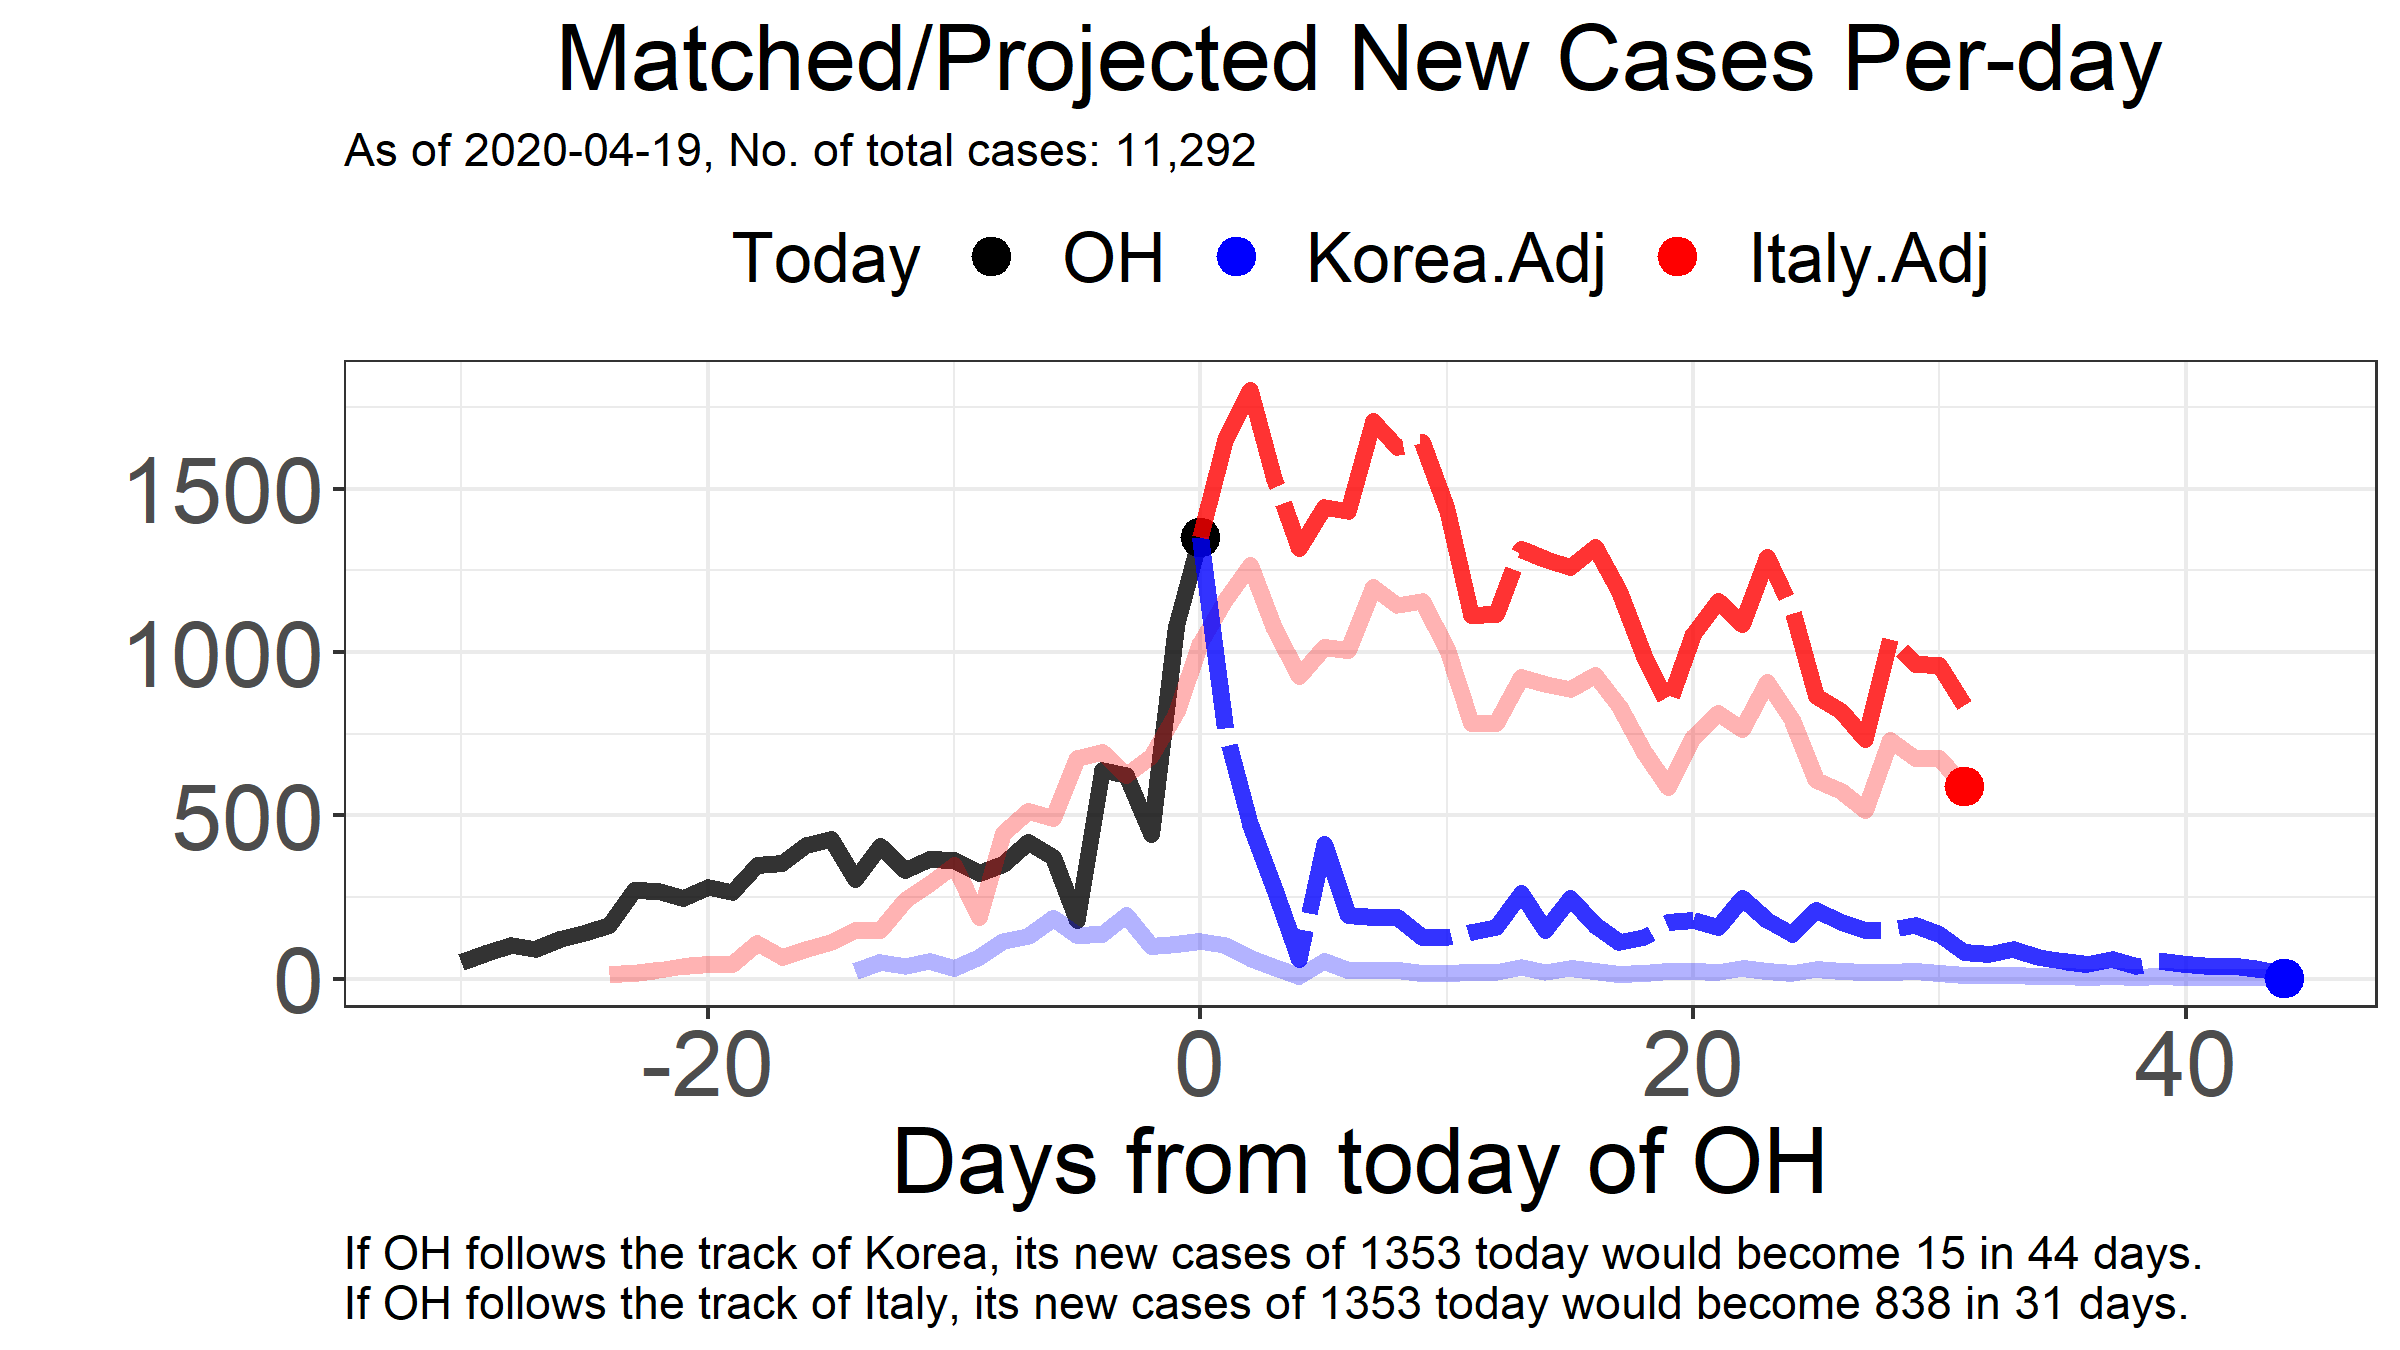 Matched/Projected New Cases Per-day
As of 2020-04-19, No. of total cases: 11,292
Today OH Korea.Adj Italy.Adj
1500
1000
500
0
-20 0 20 40
Days from today of OH
If OH follows the track of Korea, its new cases of 1353 today would become 15 in 44 days.
If OH follows the track of Italy, its new cases of 1353 today would become 838 in 31 days.